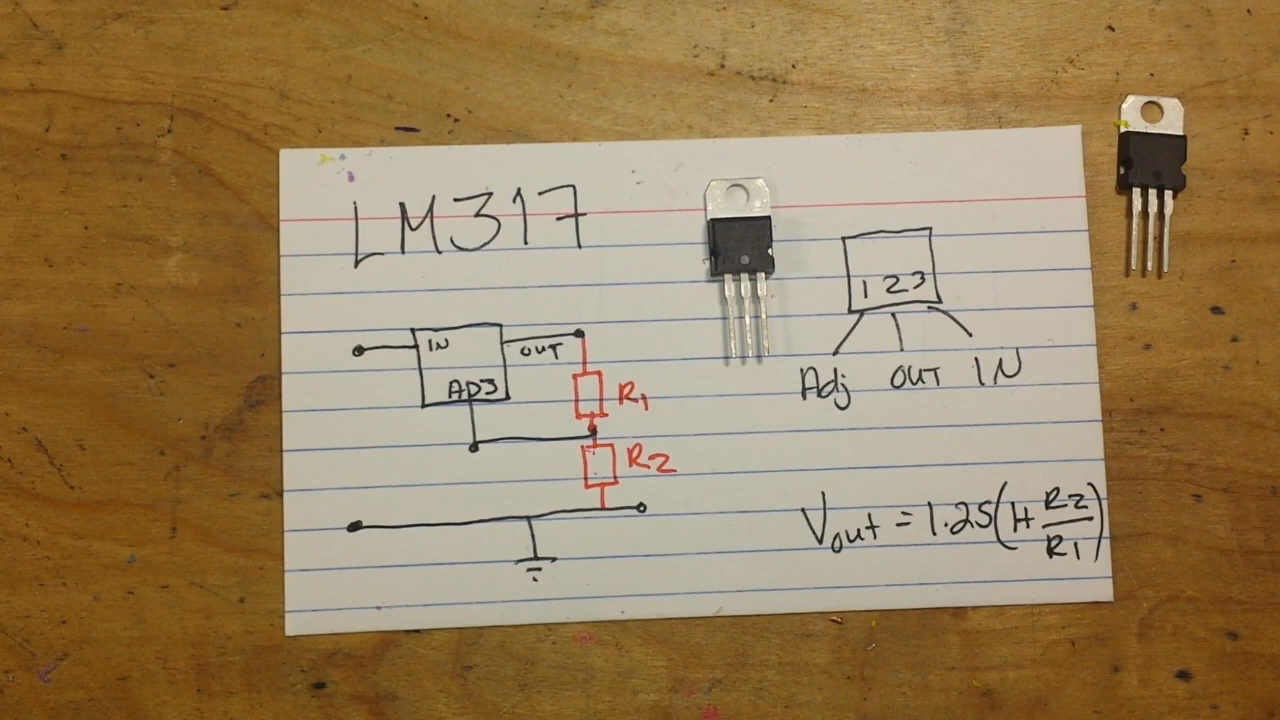 LM317
1 2 3
Adj OUT IN
IN OUT
ADJ
R1
R2
Vout = 1.25(1+R2/R1)